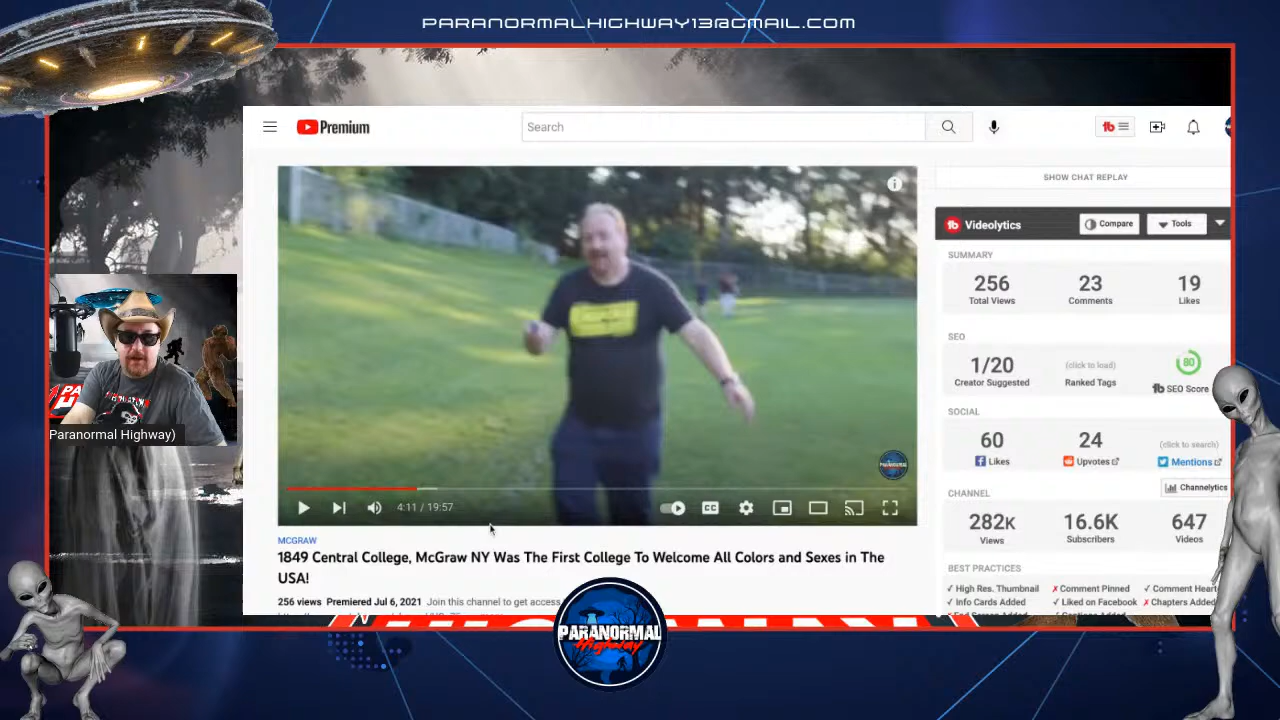 PARANORMALHIGHWAY13@GMAIL.COM
Premium
Search
SHOW CHAT REPLAY
Videolytics
Compare
Tools
SUMMARY
256
Total Views
23
Comments
19
Likes
SEO
1/20
Creator Suggested
(click to load)
Ranked Tags
80
SEO Score
SOCIAL
60
Likes
24
Upvotes
(click to search)
Mentions
Channelytics
CHANNEL
282K
Views
16.6K
Subscribers
647
Videos
BEST PRACTICES
✓ High Res. Thumbnail
✗ Comment Pinned
✓ Comment Heart
✓ Info Cards Added
✓ Liked on Facebook
✗ Chapters Added
4:11 / 19:57
MCGRAW
1849 Central College, McGraw NY Was The First College To Welcome All Colors and Sexes in The
USA!
256 views Premiered Jul 6, 2021 Join this channel to get access
Paranormal Highway)
PARANORMAL
Highway